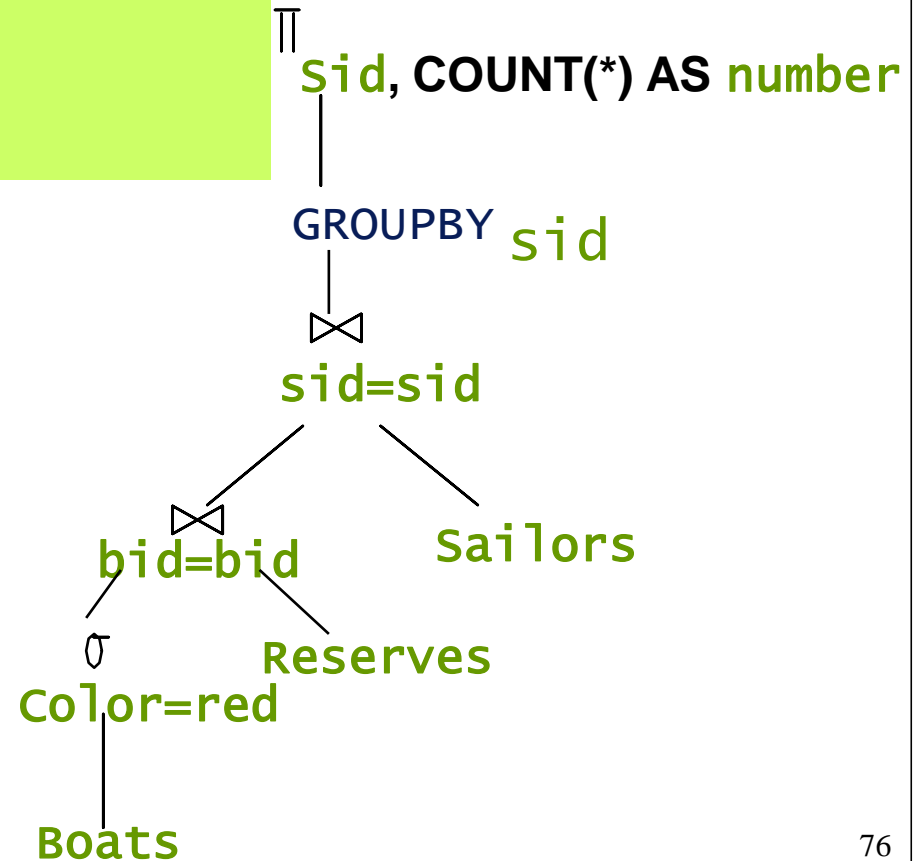 π
Sid, COUNT(*) AS number
GROUPBY sid
⋈
sid=sid
⋈
bid=bid
Sailors
σ
Reserves
Color=red
Boats
76